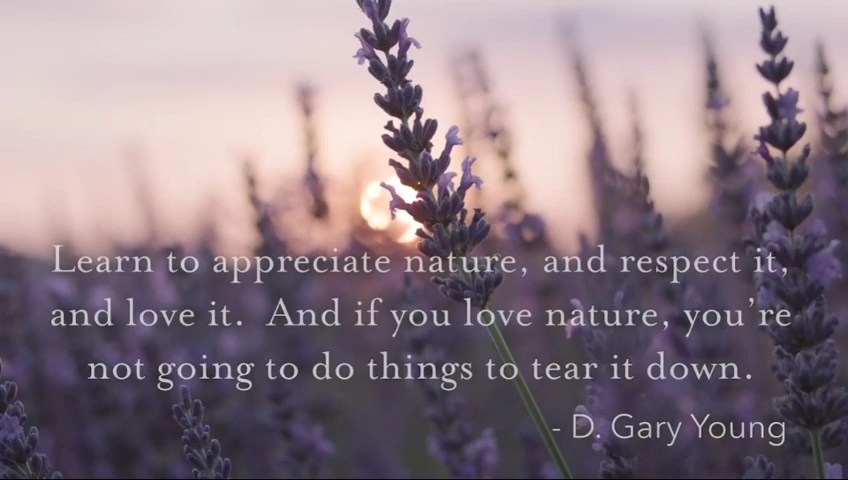 Learn to appreciate nature, and respect it,
and love it. And if you love nature, you're
not going to do things to tear it down.
- D. Gary Young